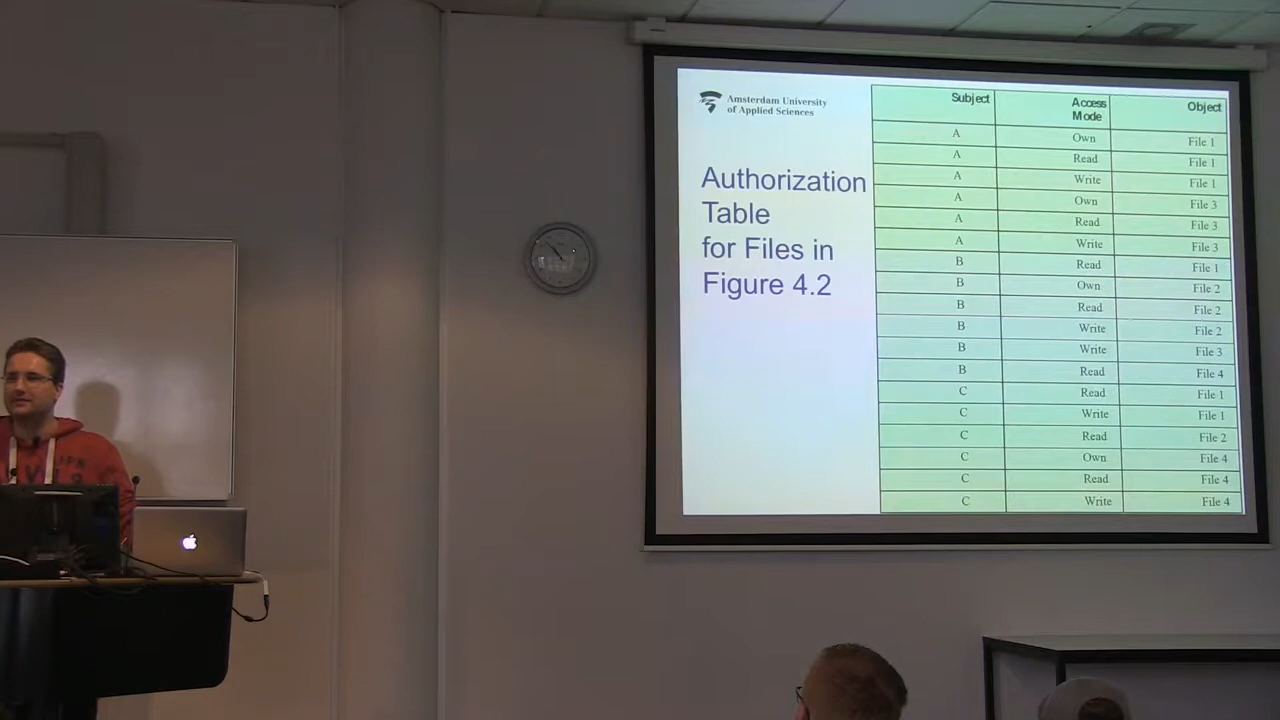 Amsterdam University
of Applied Sciences
Authorization
Table
for Files in
Figure 4.2
Subject Access Mode Object
A Own File 1
A Read File 1
A Write File 1
A Own File 3
A Read File 3
A Write File 3
B Read File 1
B Own File 2
B Read File 2
B Write File 2
B Write File 3
B Read File 4
C Read File 1
C Write File 1
C Read File 2
C Own File 4
C Read File 4
C Write File 4